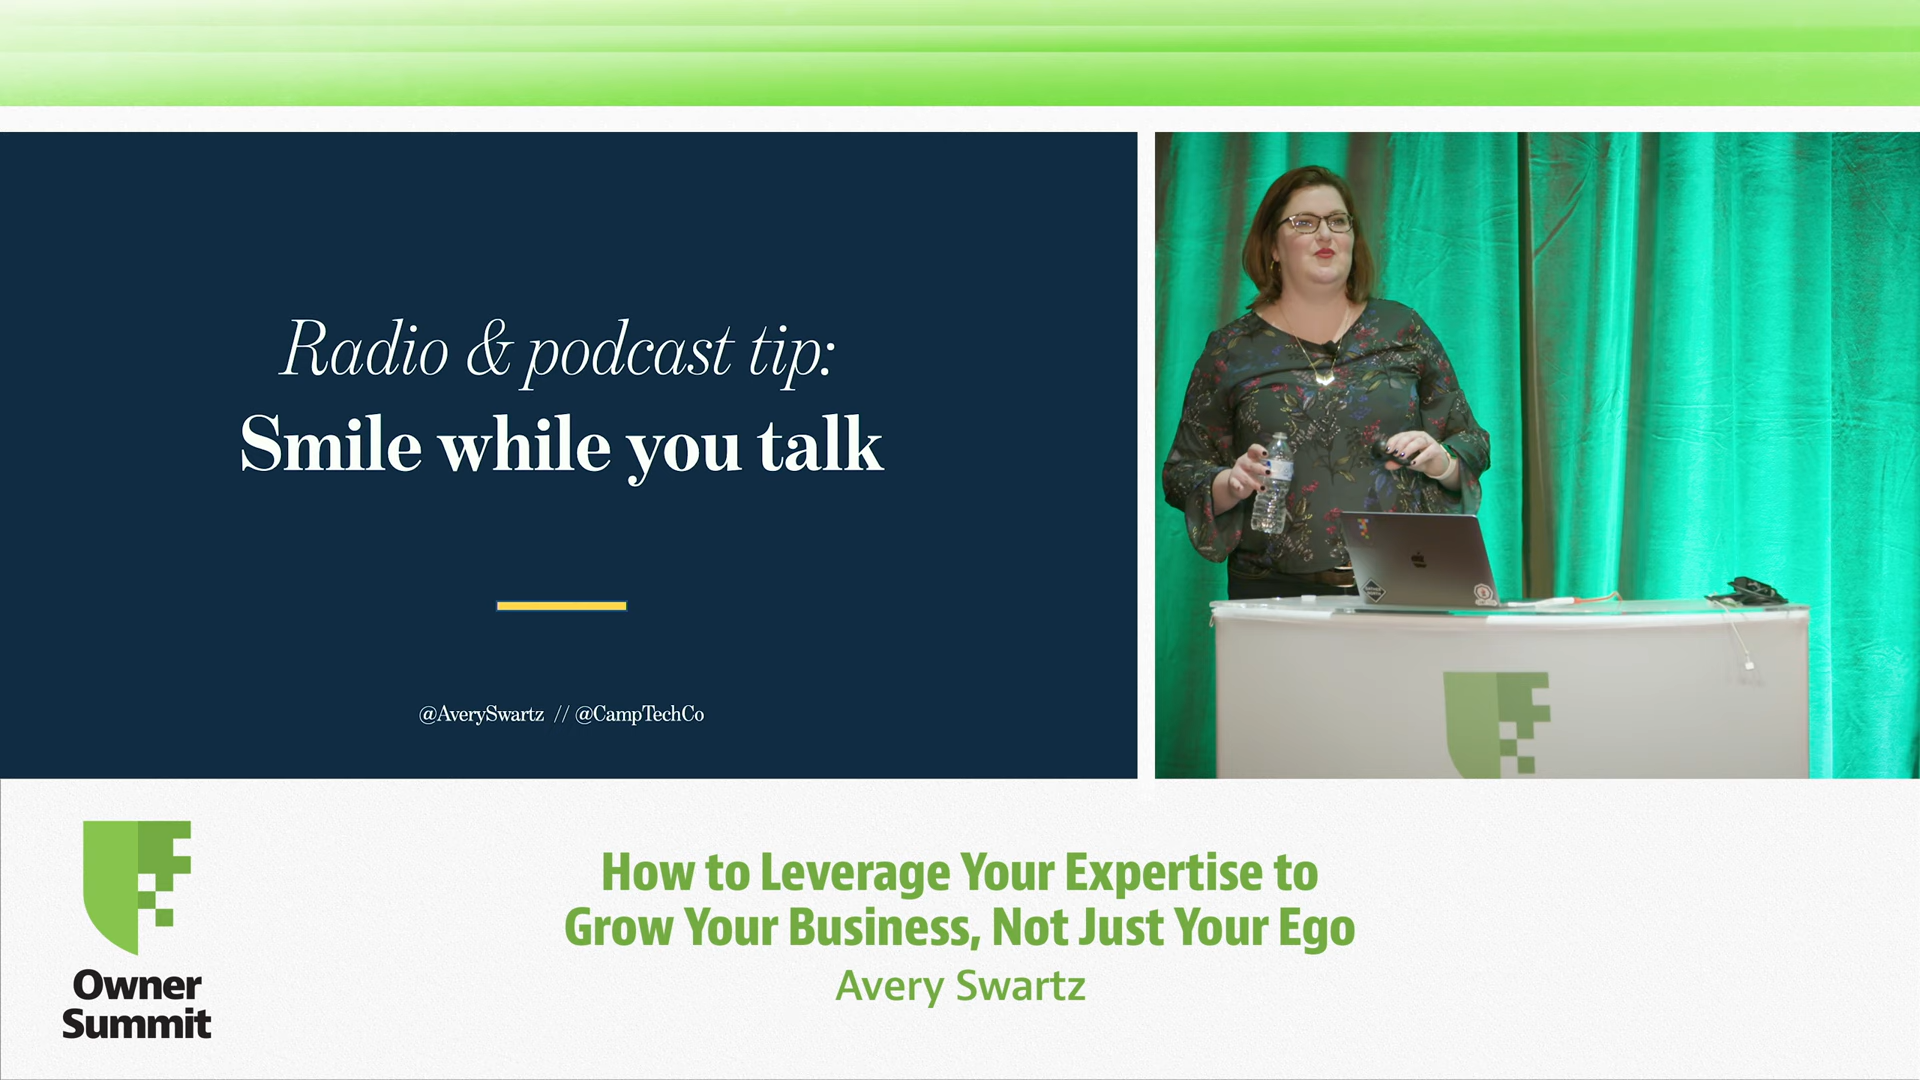 Radio & podcast tip:
Smile while you talk
@AverySwartz // @CampTechCo
How to Leverage Your Expertise to
Grow Your Business, Not Just Your Ego
Avery Swartz
Owner
Summit